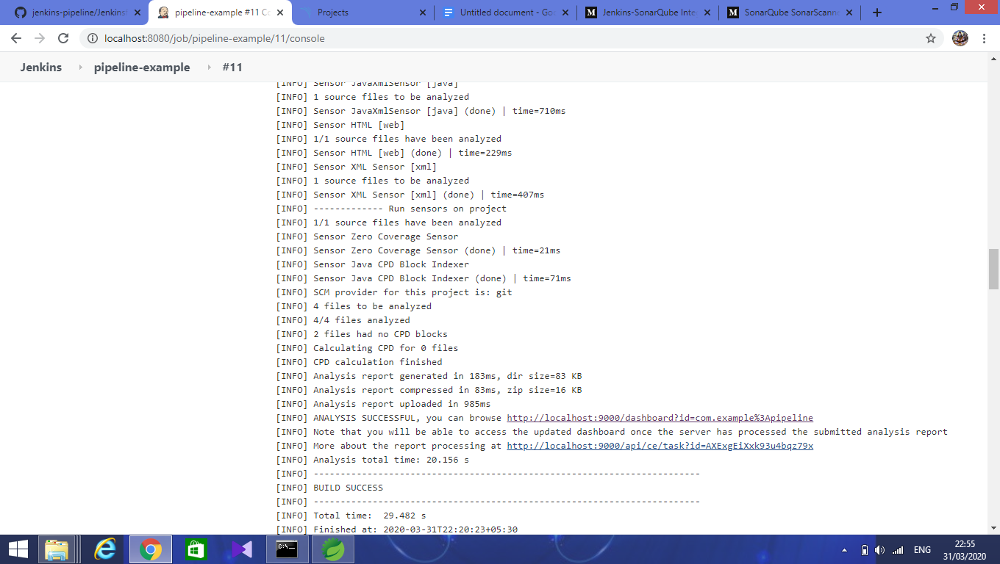 jenkins-pipeline/Jenkinsf
pipeline-example #11 Co
Projects
Untitled document - Goo
Jenkins-SonarQube Inte
SonarQube SonarScanne
localhost:8080/job/pipeline-example/11/console
Jenkins pipeline-example #11
[INFO] Sensor JavaXmlSensor [java]
[INFO] 1 source files to be analyzed
[INFO] Sensor JavaXmlSensor [java] (done) | time=710ms
[INFO] Sensor HTML [web]
[INFO] 1/1 source files have been analyzed
[INFO] Sensor HTML [web] (done) | time=229ms
[INFO] Sensor XML Sensor [xml]
[INFO] 1 source files to be analyzed
[INFO] Sensor XML Sensor [xml] (done) | time=407ms
[INFO] ------------- Run sensors on project
[INFO] 1/1 source files have been analyzed
[INFO] Sensor Zero Coverage Sensor
[INFO] Sensor Zero Coverage Sensor (done) | time=21ms
[INFO] Sensor Java CPD Block Indexer
[INFO] Sensor Java CPD Block Indexer (done) | time=71ms
[INFO] SCM provider for this project is: git
[INFO] 4 files to be analyzed
[INFO] 4/4 files analyzed
[INFO] 2 files had no CPD blocks
[INFO] Calculating CPD for 0 files
[INFO] CPD calculation finished
[INFO] Analysis report generated in 183ms, dir size=83 KB
[INFO] Analysis report compressed in 83ms, zip size=16 KB
[INFO] Analysis report uploaded in 985ms
[INFO] ANALYSIS SUCCESSFUL, you can browse http://localhost:9000/dashboard?id=com.example%3Apipeline
[INFO] Note that you will be able to access the updated dashboard once the server has processed the submitted analysis report
[INFO] More about the report processing at http://localhost:9000/api/ce/task?id=AXExgEiXxk93u4bqz79x
[INFO] Analysis total time: 20.156 s
[INFO] ------------------------------------------------------------------------
[INFO] BUILD SUCCESS
[INFO] ------------------------------------------------------------------------
[INFO] Total time:  29.482 s
[INFO] Finished at: 2020-03-31T22:20:23+05:30
ENG
22:55
31/03/2020